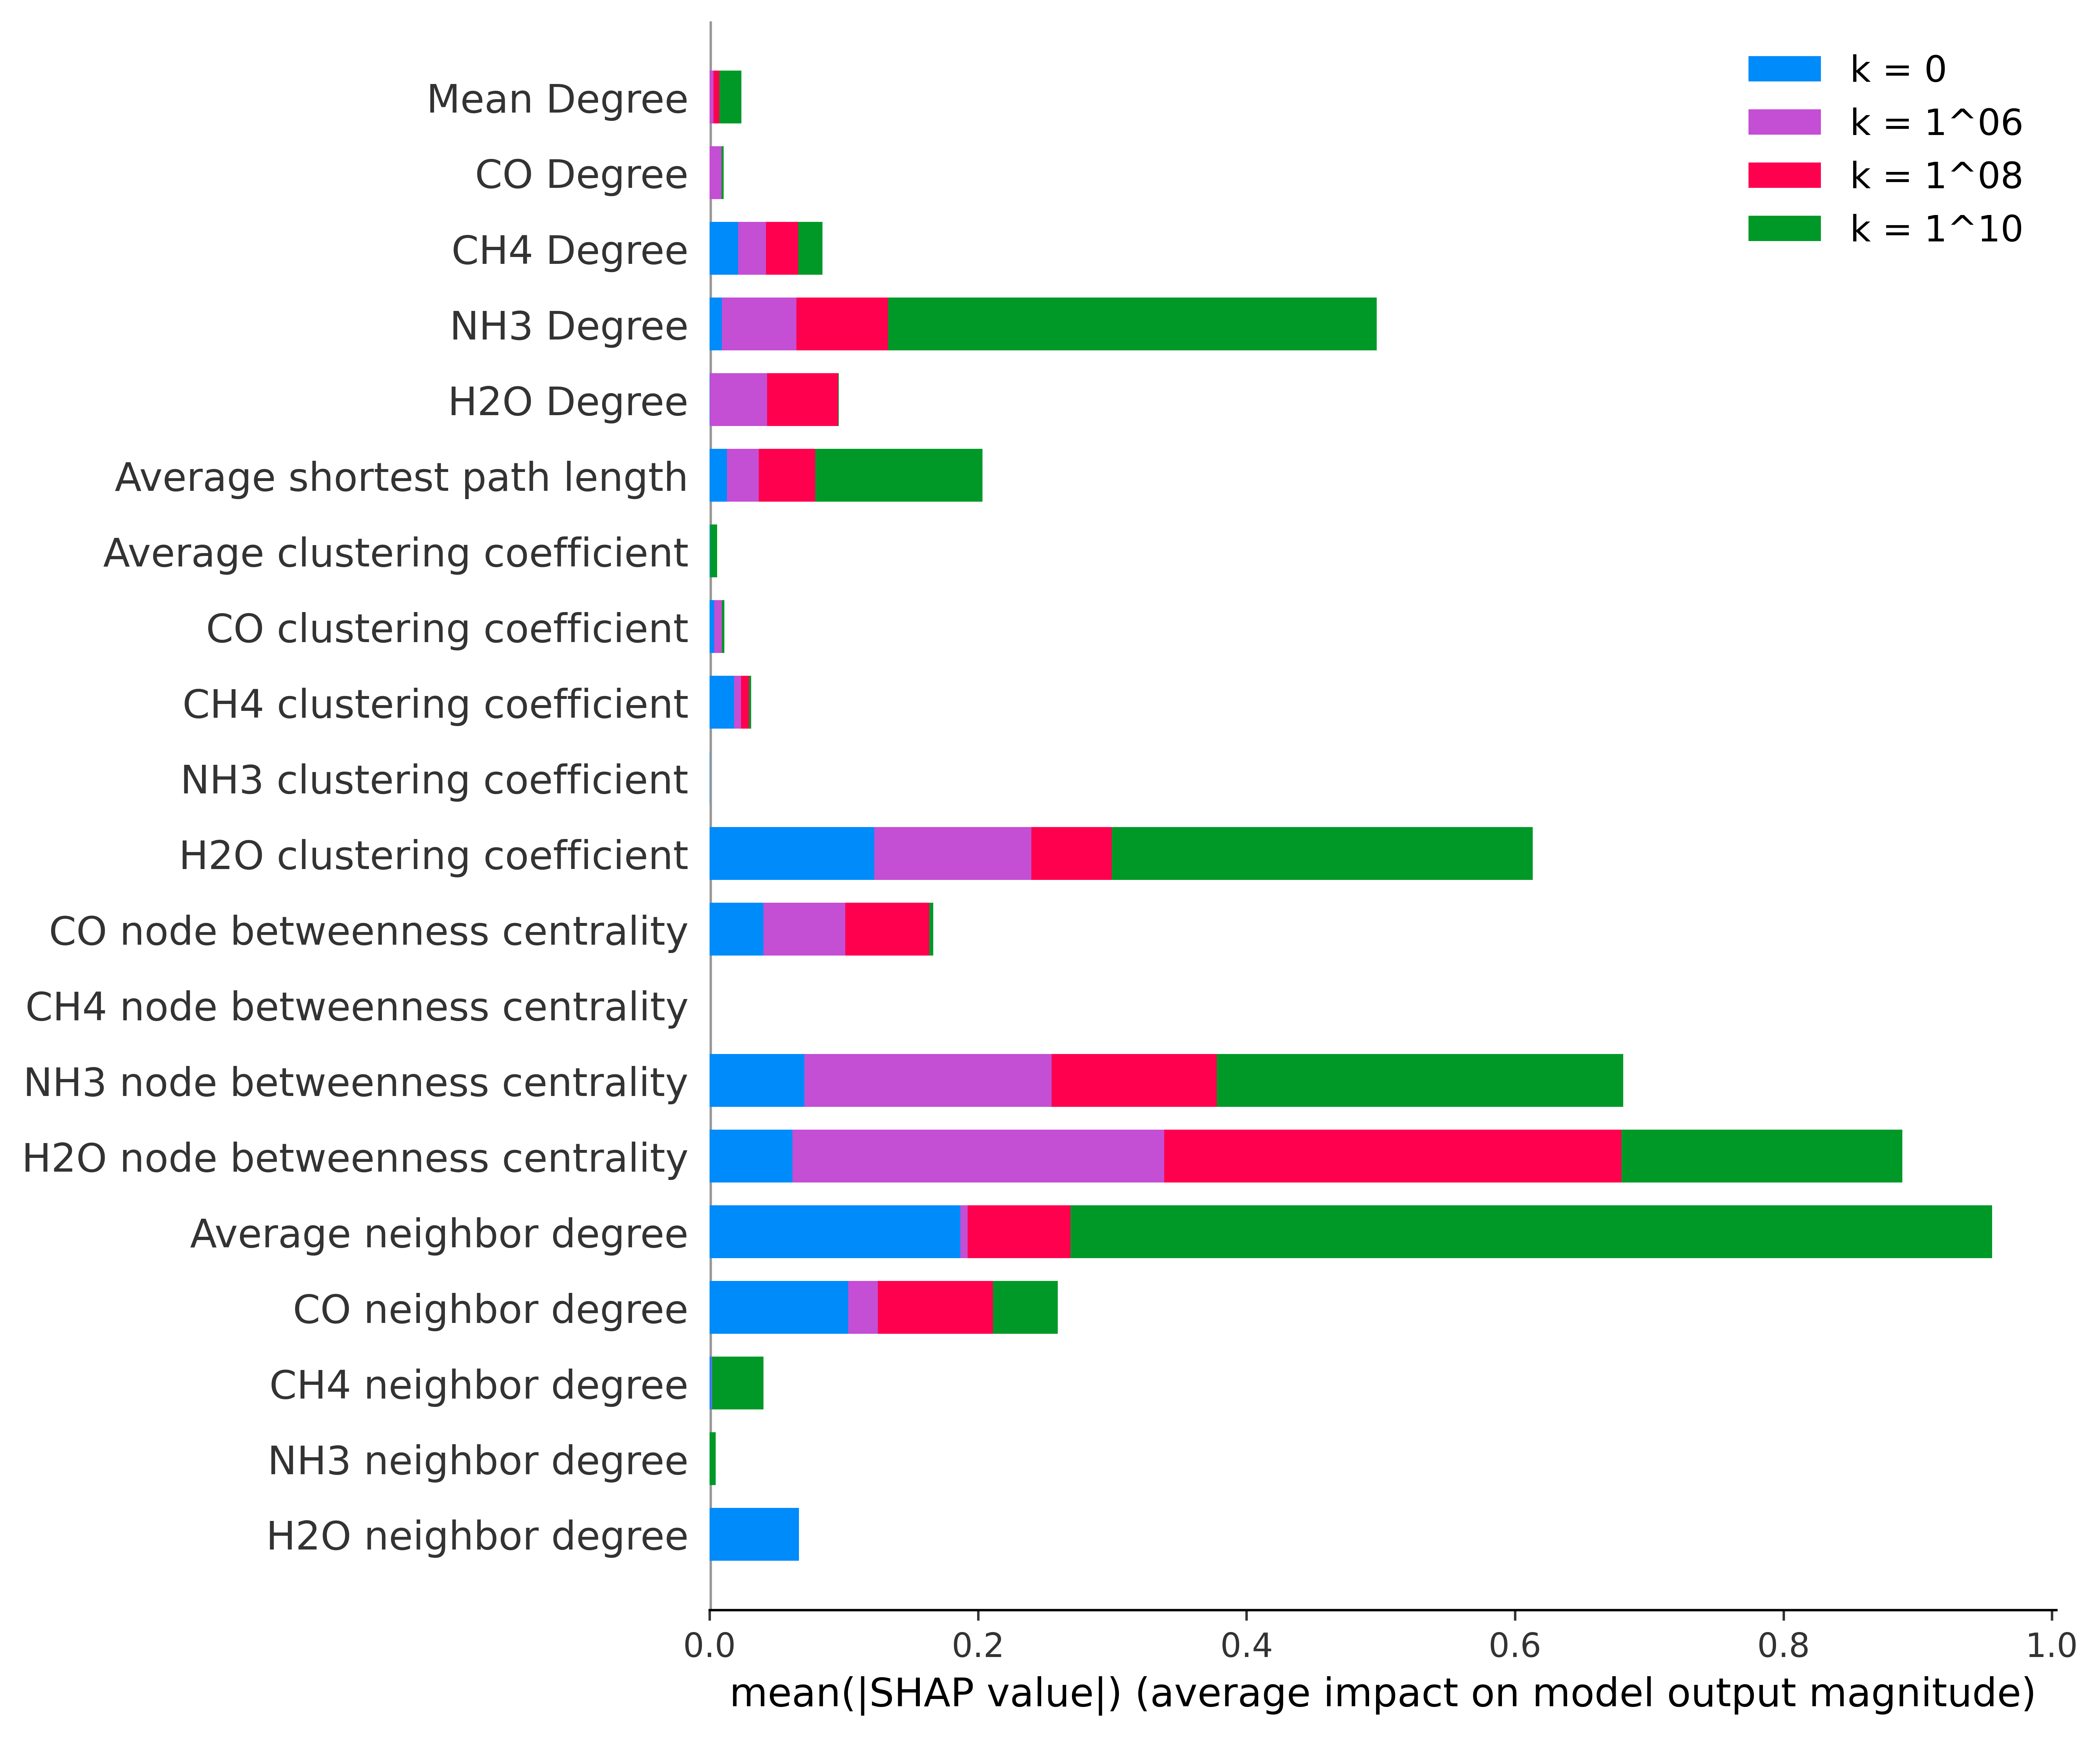 Mean Degree
CO Degree
CH4 Degree
NH3 Degree
H2O Degree
Average shortest path length
Average clustering coefficient
CO clustering coefficient
CH4 clustering coefficient
NH3 clustering coefficient
H2O clustering coefficient
CO node betweenness centrality
CH4 node betweenness centrality
NH3 node betweenness centrality
H2O node betweenness centrality
Average neighbor degree
CO neighbor degree
CH4 neighbor degree
NH3 neighbor degree
H2O neighbor degree
k = 0
k = 1^06
k = 1^08
k = 1^10
0.0 0.2 0.4 0.6 0.8 1.0
mean(|SHAP value|) (average impact on model output magnitude)